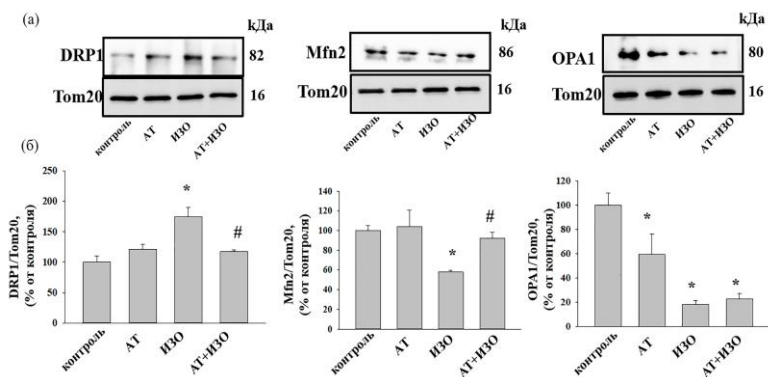 (а)
кДа
DRP1 82
Tom20 16
контроль АТ ИЗО АТ+ИЗО
кДа
Mfn2 86
Tom20 16
контроль АТ ИЗО АТ+ИЗО
кДа
OPA1 80
Tom20 16
контроль АТ ИЗО АТ+ИЗО
(б)
DRP1/Tom20,
(% от контроля)
200
150
100
50
0
*
#
контроль АТ ИЗО АТ+ИЗО
Mfn2/Tom20,
(% от контроля)
140
120
100
80
60
40
20
0
*
#
контроль АТ ИЗО АТ+ИЗО
OPA1/Tom20,
(% от контроля)
120
100
80
60
40
20
0
*
*
*
контроль АТ ИЗО АТ+ИЗО